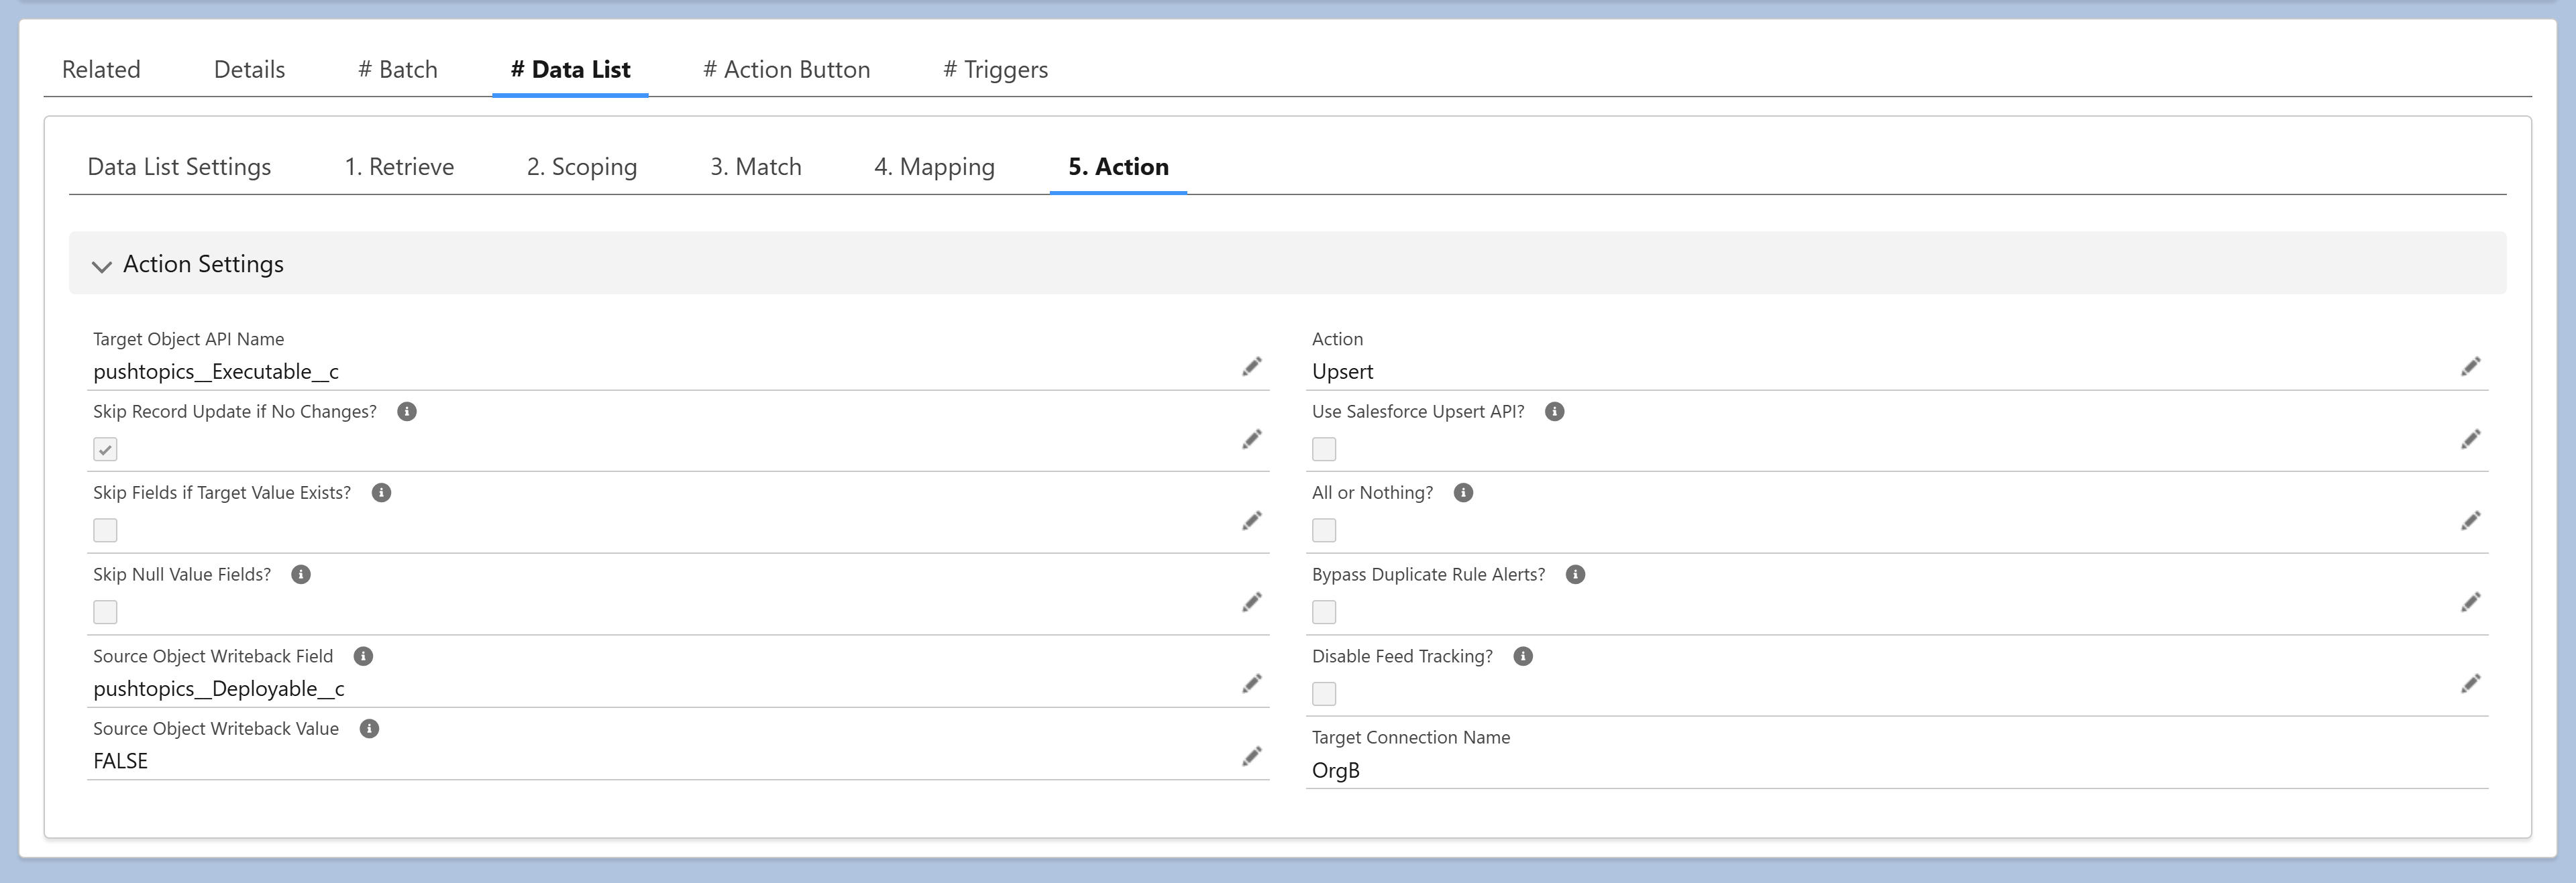 Related Details # Batch # Data List # Action Button # Triggers
Data List Settings 1. Retrieve 2. Scoping 3. Match 4. Mapping 5. Action
Action Settings
Target Object API Name
pushtopics__Executable__c
Skip Record Update if No Changes?
Skip Fields if Target Value Exists?
Skip Null Value Fields?
Source Object Writeback Field
pushtopics__Deployable__c
Source Object Writeback Value
FALSE
Action
Upsert
Use Salesforce Upsert API?
All or Nothing?
Bypass Duplicate Rule Alerts?
Disable Feed Tracking?
Target Connection Name
OrgB